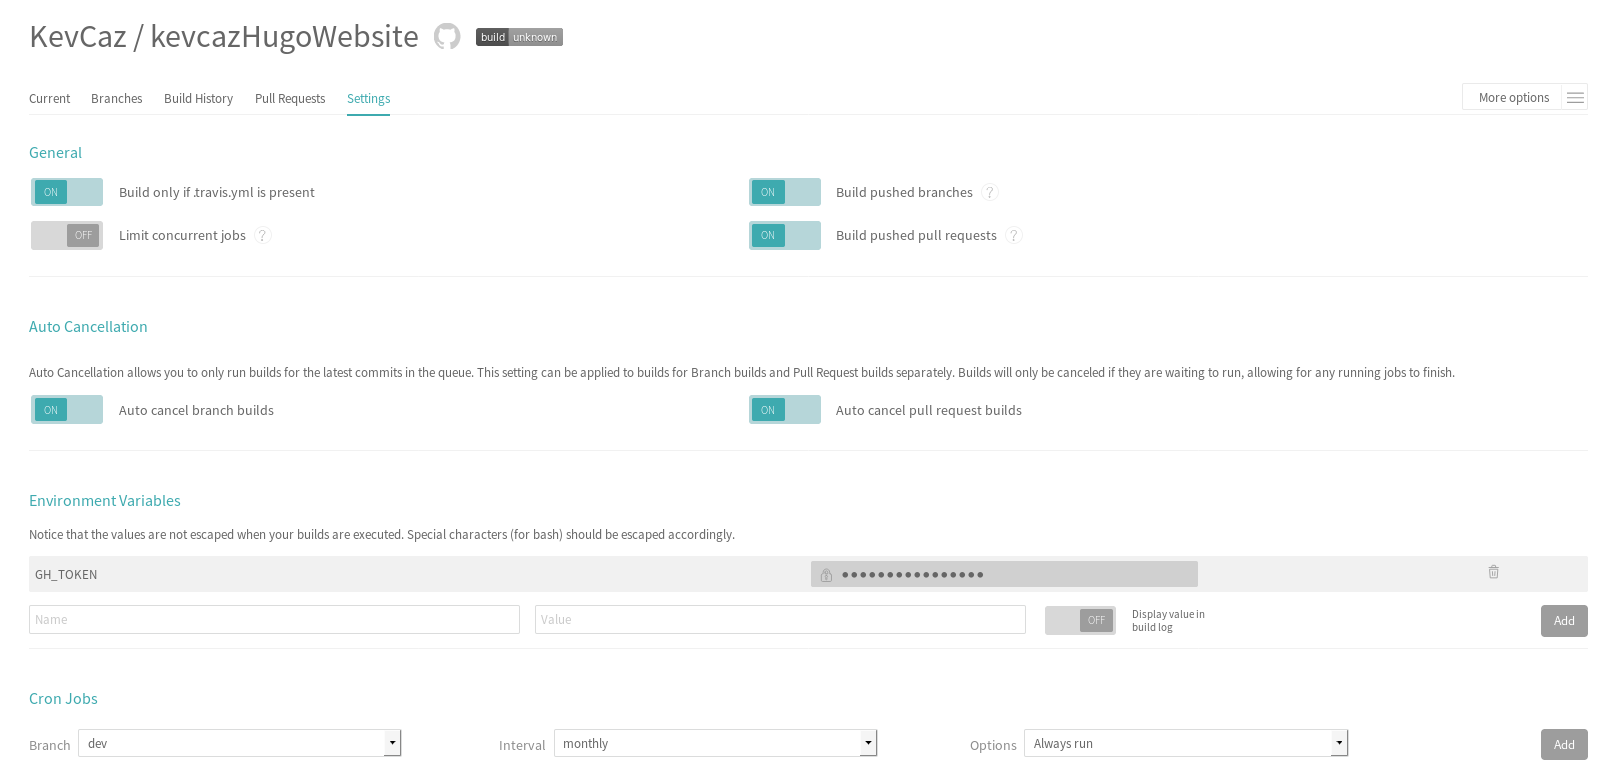 KevCaz / kevcazHugoWebsite build unknown
Current Branches Build History Pull Requests Settings More options
General
ON Build only if .travis.yml is present ON Build pushed branches ?
OFF Limit concurrent jobs ? ON Build pushed pull requests ?
Auto Cancellation
Auto Cancellation allows you to only run builds for the latest commits in the queue. This setting can be applied to builds for Branch builds and Pull Request builds separately. Builds will only be canceled if they are waiting to run, allowing for any running jobs to finish.
ON Auto cancel branch builds ON Auto cancel pull request builds
Environment Variables
Notice that the values are not escaped when your builds are executed. Special characters (for bash) should be escaped accordingly.
GH_TOKEN ••••••••••••••••
Name Value OFF Display value in
build log Add
Cron Jobs
Branch dev Interval monthly Options Always run Add